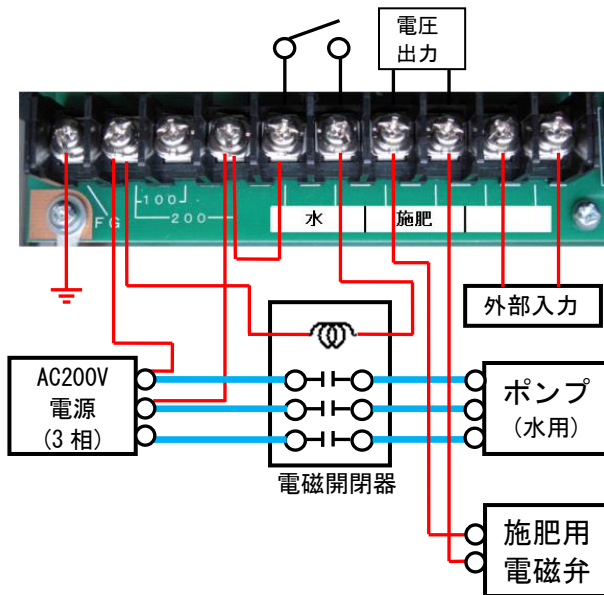 電圧
出力
FG
100
200
水
施肥
外部入力
AC200V
電源
(3相)
ポンプ
(水用)
電磁開閉器
施肥用
電磁弁